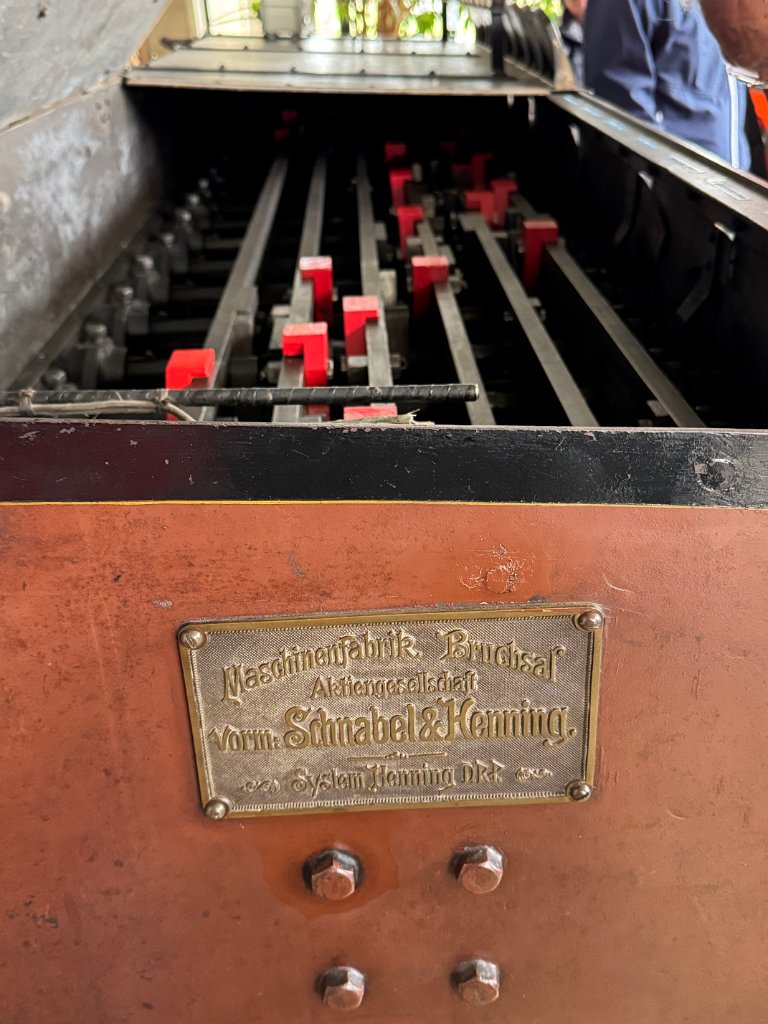 Maschinenfabrik Bruchsal
Aktiengesellschaft
vorm: Schnabel & Henning.
System Henning D.R.P.